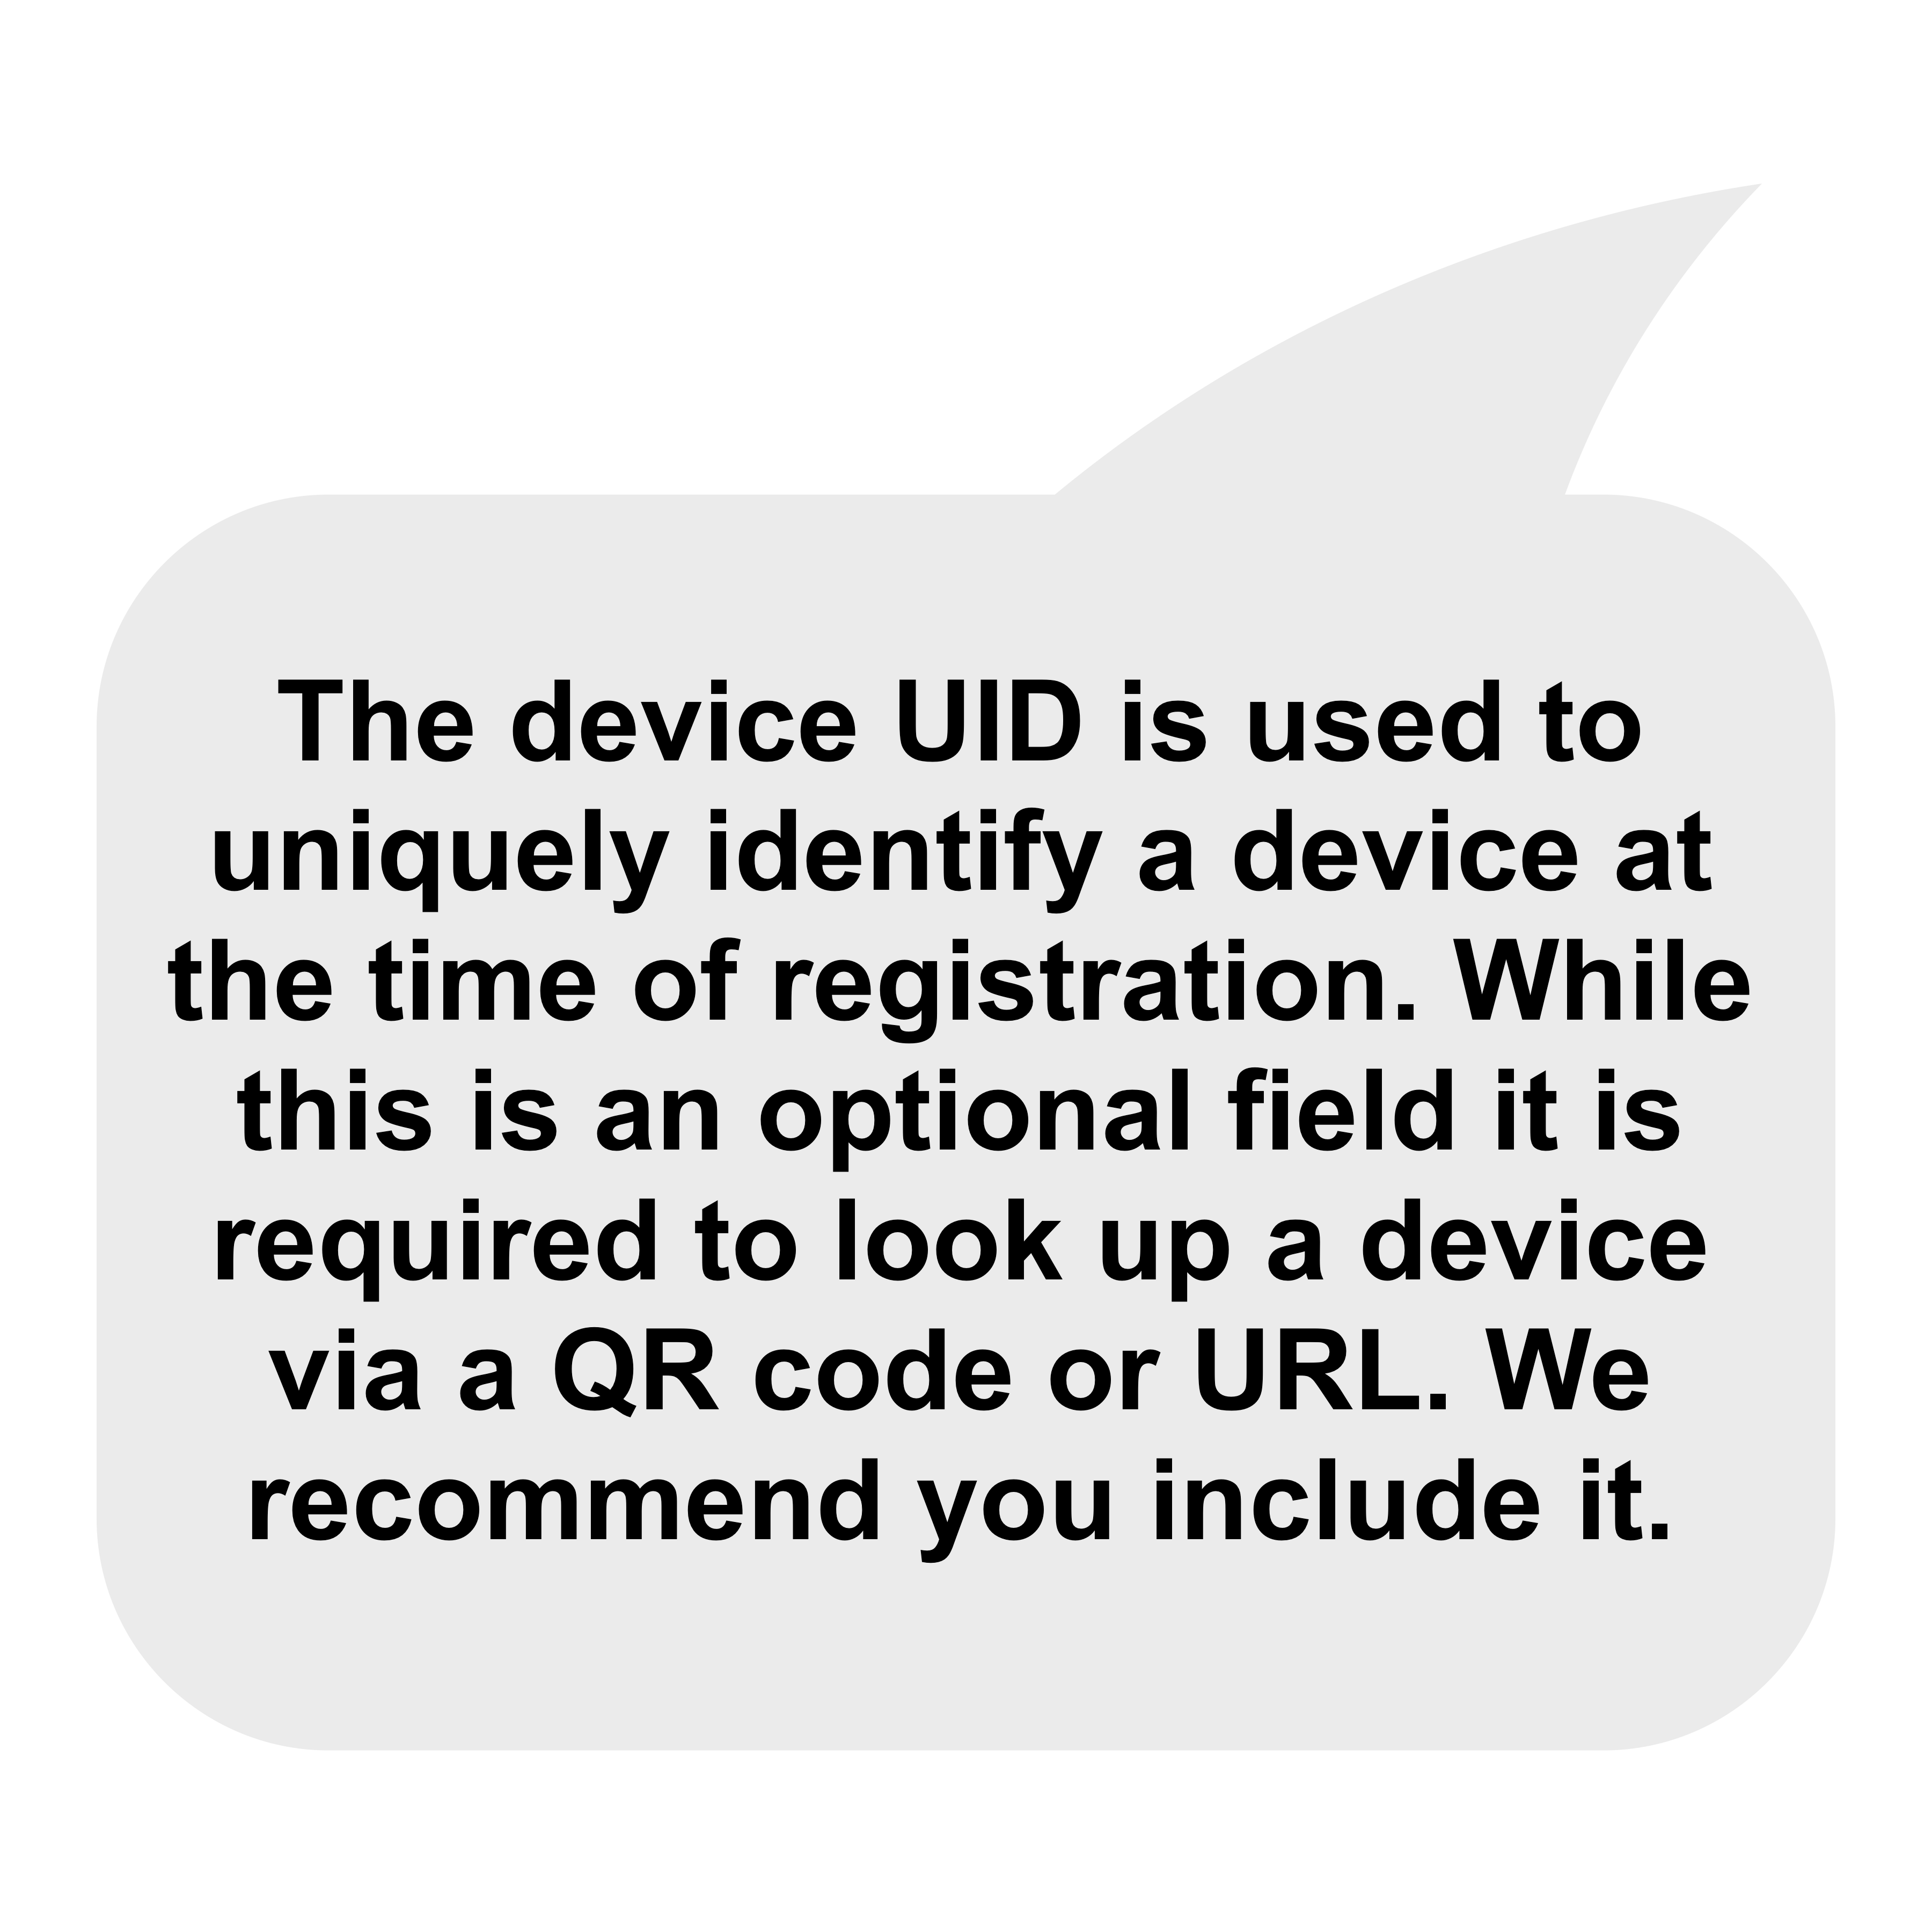 The device UID is used to
uniquely identify a device at
the time of registration. While
this is an optional field it is
required to look up a device
via a QR code or URL. We
recommend you include it.